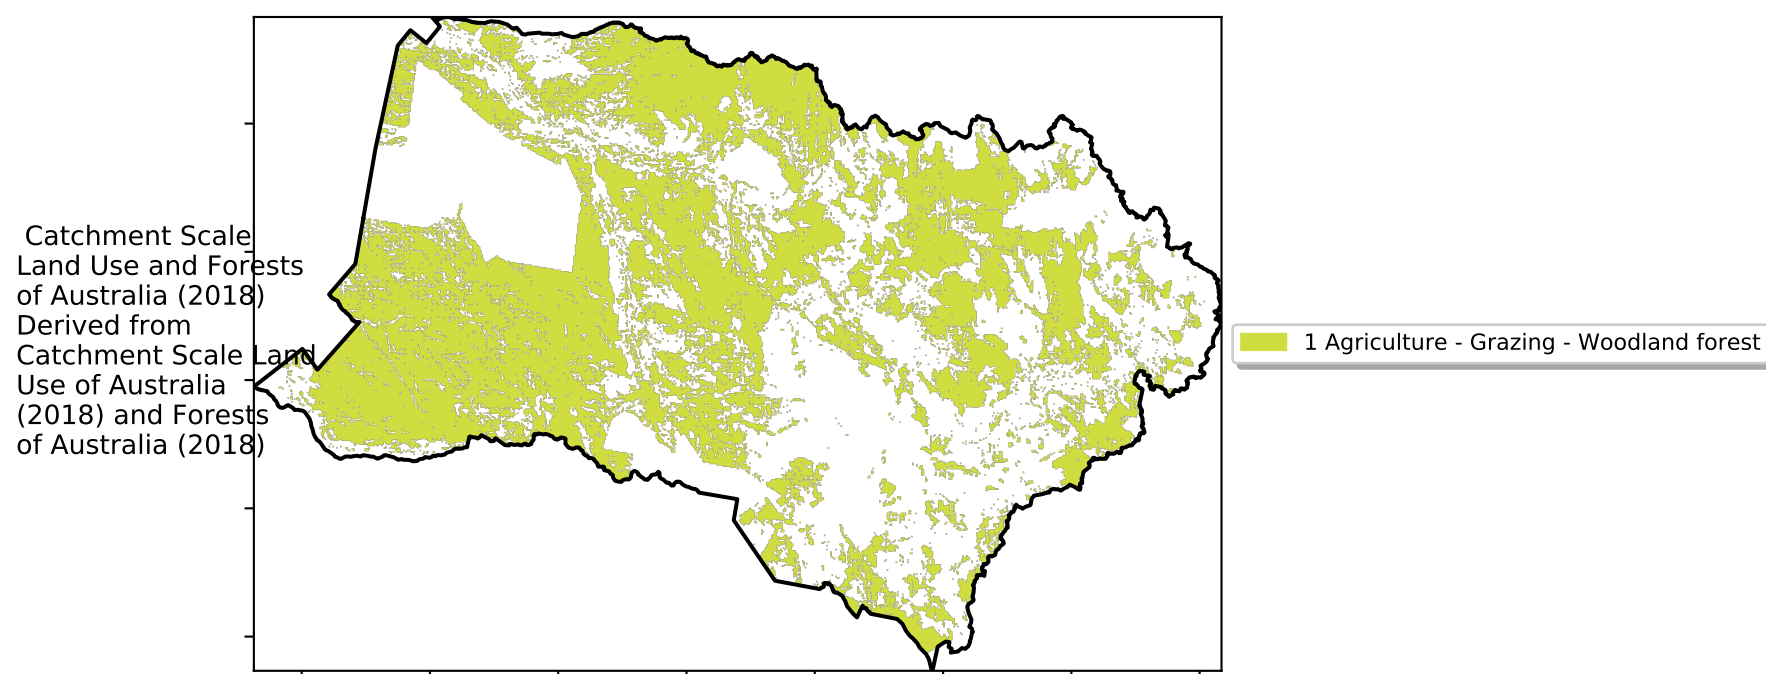 Catchment Scale
Land Use and Forests
of Australia (2018)
Derived from
Catchment Scale Land
Use of Australia
(2018) and Forests
of Australia (2018)
1 Agriculture - Grazing - Woodland forest